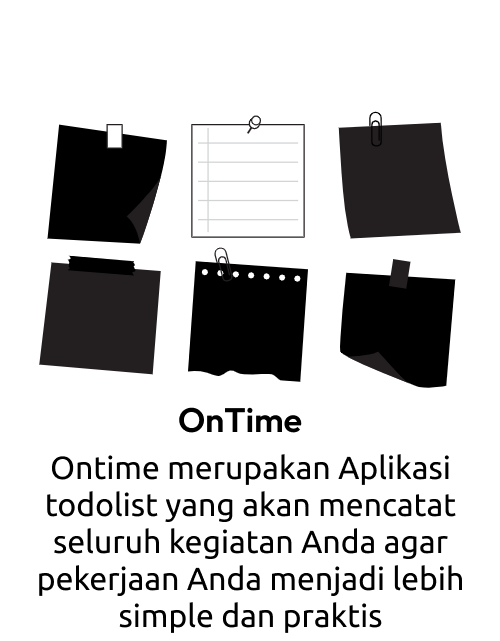 OnTime
Ontime merupakan Aplikasi
todolist yang akan mencatat
seluruh kegiatan Anda agar
pekerjaan Anda menjadi lebih
simple dan praktis